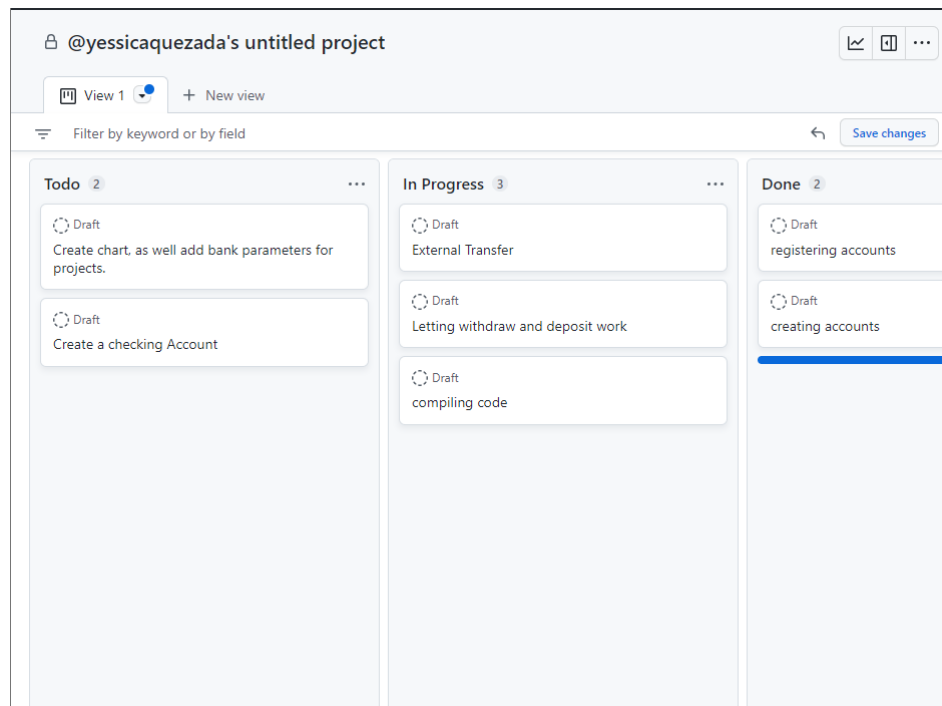 @yessicaquezada's untitled project
View 1
New view
Filter by keyword or by field
Save changes
Todo 2
Draft
Create chart, as well add bank parameters for
projects.
Draft
Create a checking Account
In Progress 3
Draft
External Transfer
Draft
Letting withdraw and deposit work
Draft
compiling code
Done 2
Draft
registering accounts
Draft
creating accounts